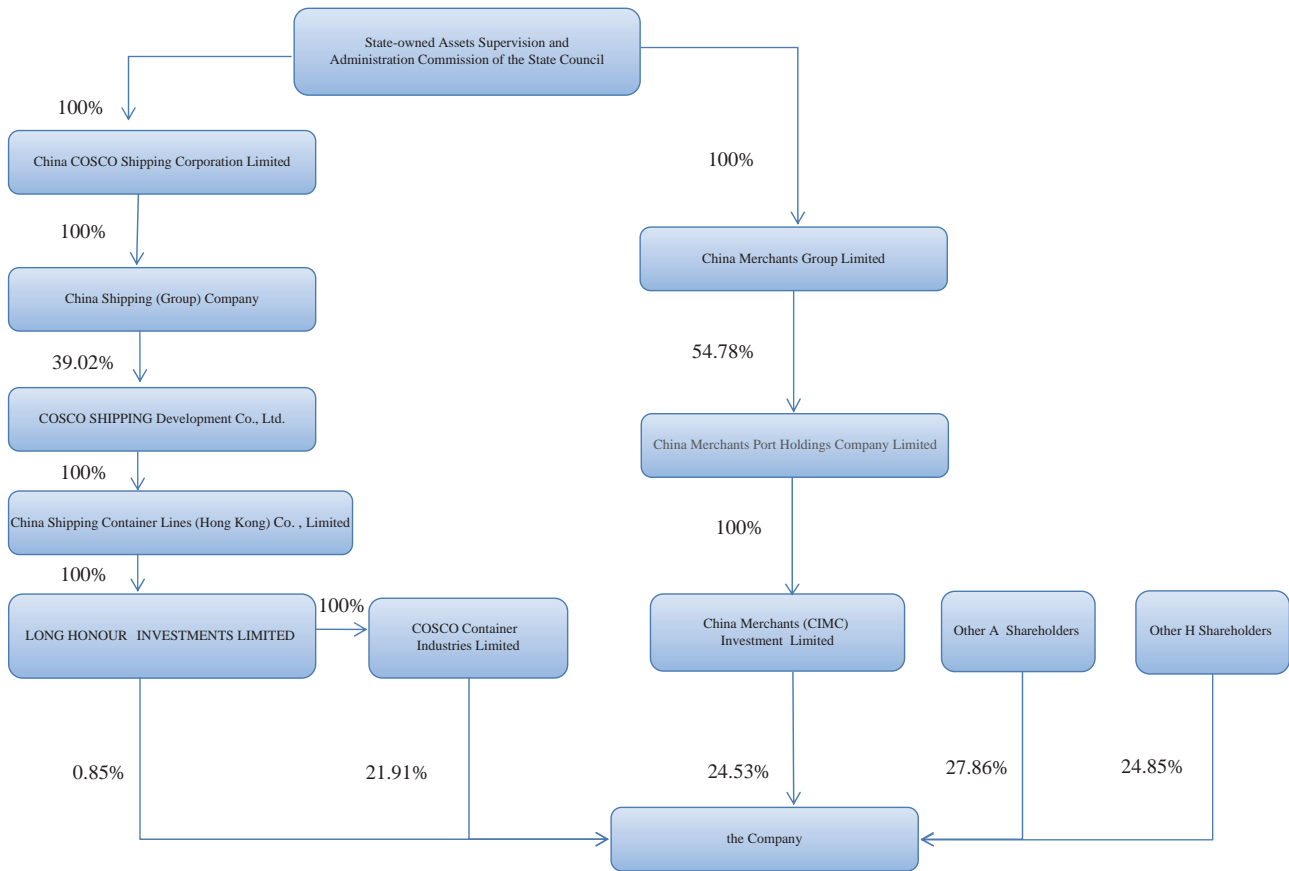 State-owned Assets Supervision and
Administration Commission of the State Council
100%
China COSCO Shipping Corporation Limited
100%
100%
China Merchants Group Limited
China Shipping (Group) Company
39.02%
54.78%
COSCO SHIPPING Development Co., Ltd.
China Merchants Port Holdings Company Limited
100%
China Shipping Container Lines (Hong Kong) Co. , Limited
100%
100%
LONG HONOUR INVESTMENTS LIMITED
100%
COSCO Container
Industries Limited
China Merchants (CIMC)
Investment Limited
Other A Shareholders
Other H Shareholders
0.85%
21.91%
24.53%
27.86%
24.85%
the Company